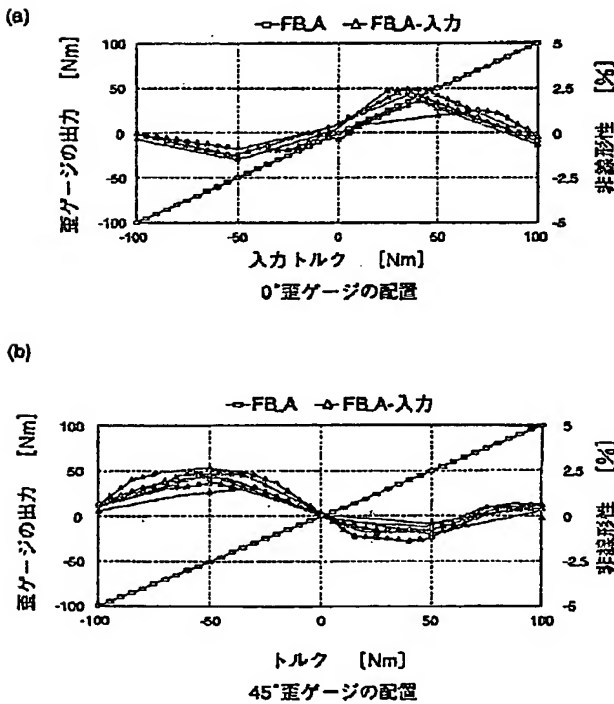 (a)
FB_A FB_A-入力
歪ゲージの出力 [Nm]
100
50
0
-50
-100
5
2.5
0
-2.5
-5
非線形性 [%]
-100 -50 0 50 100
入力トルク [Nm]
0°歪ゲージの配置
(b)
FB_A FB_A-入力
歪ゲージの出力 [Nm]
100
50
0
-50
-100
5
2.5
0
-2.5
-5
非線形性 [%]
-100 -50 0 50 100
トルク [Nm]
45°歪ゲージの配置